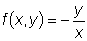 f(x,y) = −y/x